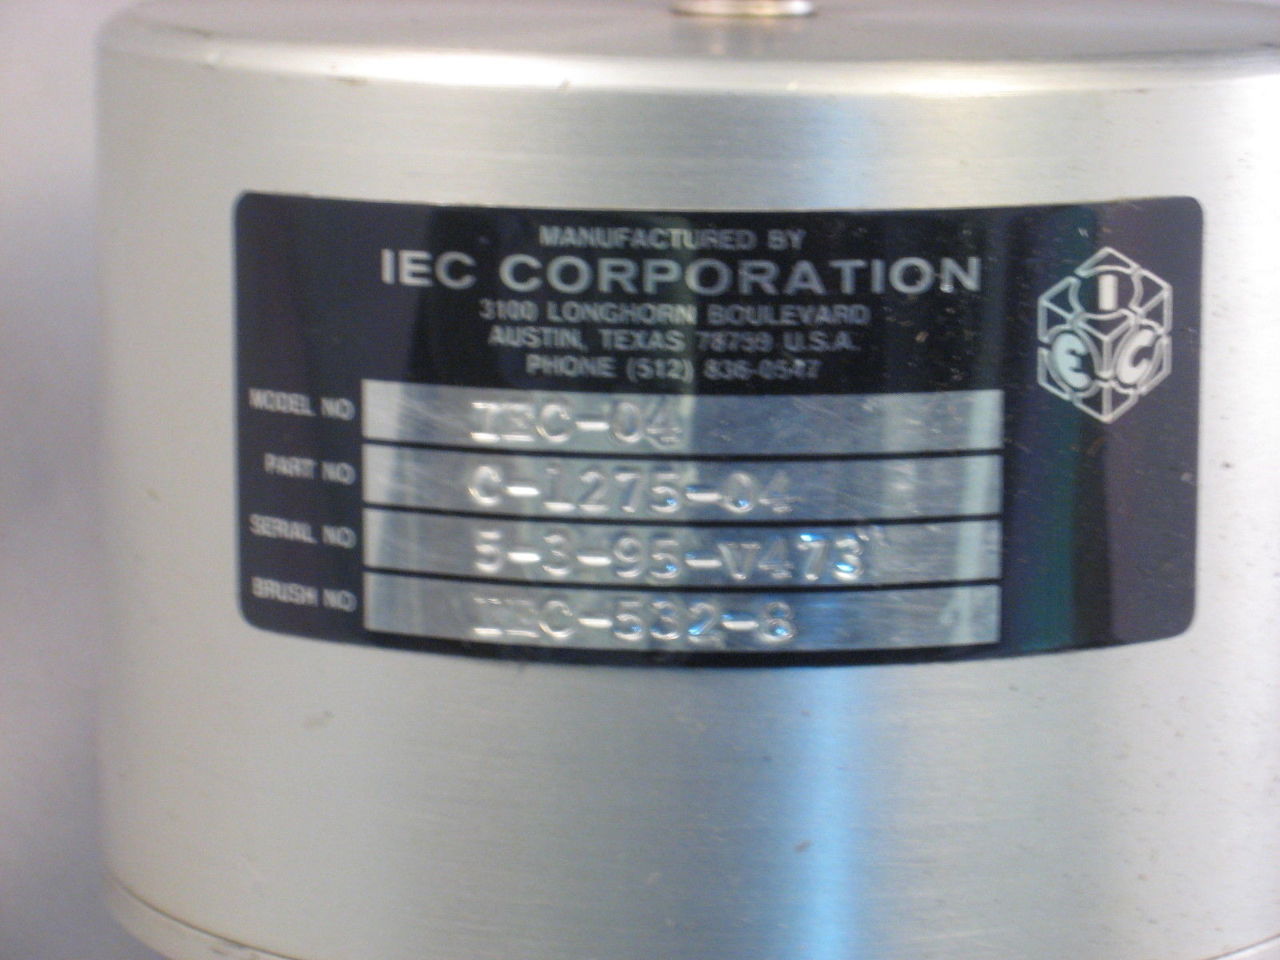 MANUFACTURED BY
IEC CORPORATION
3100 LONGHORN BOULEVARD
AUSTIN, TEXAS 78759 U.S.A.
PHONE (512) 836-0547
MODEL NO IEC-04
PART NO C-1275-04
SERIAL NO 5-3-95-V473
BRUSH NO IEC-532-8
I
E C